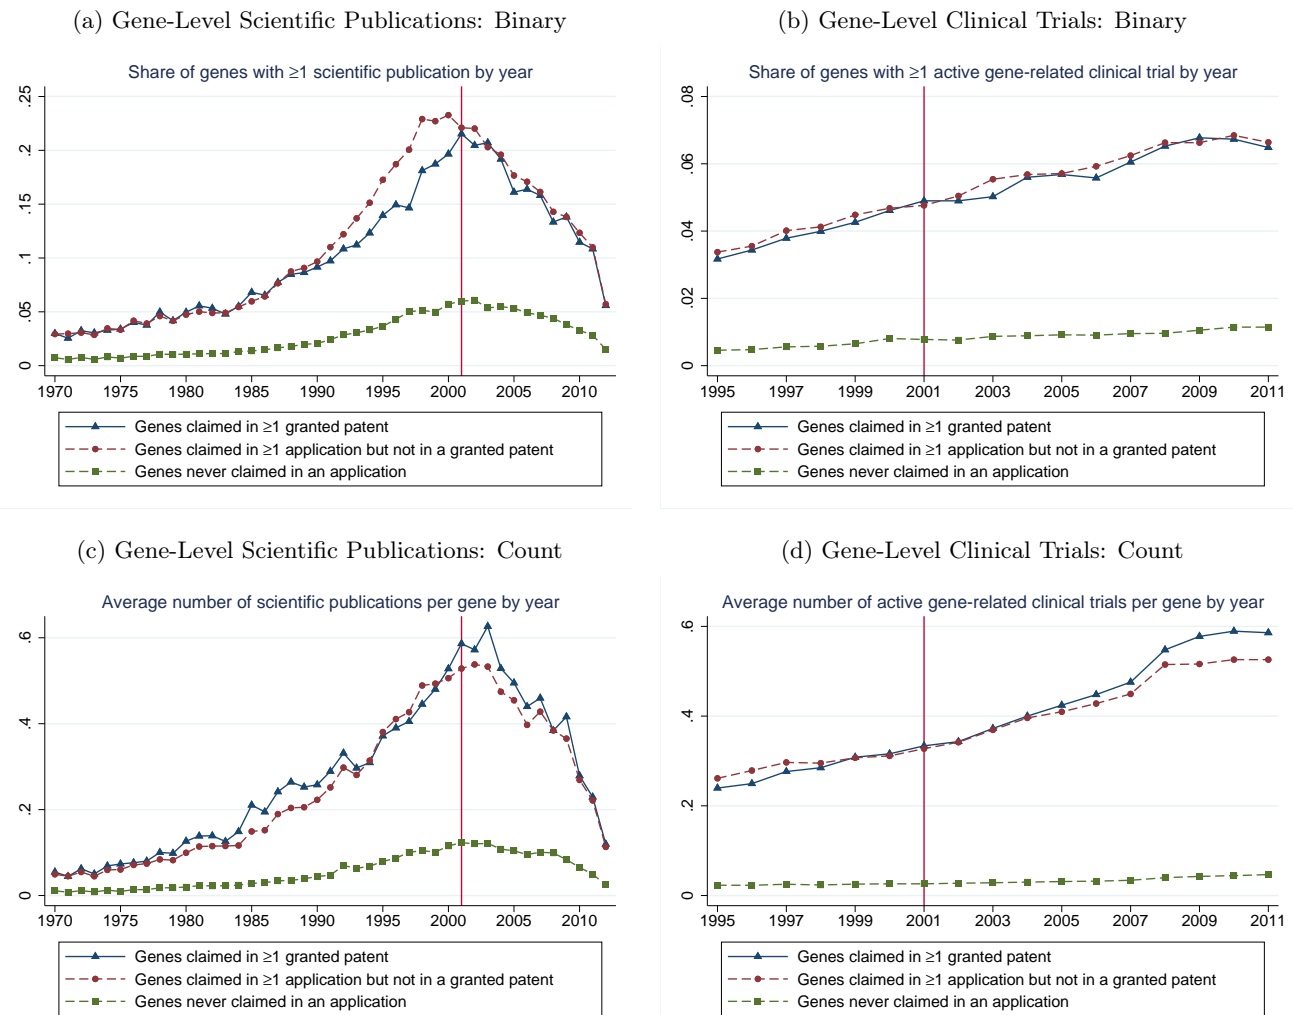 (a) Gene-Level Scientific Publications: Binary
Share of genes with ≥1 scientific publication by year
.25
.2
.15
.1
.05
0
1970 1975 1980 1985 1990 1995 2000 2005 2010
Genes claimed in ≥1 granted patent
Genes claimed in ≥1 application but not in a granted patent
Genes never claimed in an application
(b) Gene-Level Clinical Trials: Binary
Share of genes with ≥1 active gene-related clinical trial by year
.08
.06
.04
.02
0
1995 1997 1999 2001 2003 2005 2007 2009 2011
Genes claimed in ≥1 granted patent
Genes claimed in ≥1 application but not in a granted patent
Genes never claimed in an application
(c) Gene-Level Scientific Publications: Count
Average number of scientific publications per gene by year
.6
.4
.2
0
1970 1975 1980 1985 1990 1995 2000 2005 2010
Genes claimed in ≥1 granted patent
Genes claimed in ≥1 application but not in a granted patent
Genes never claimed in an application
(d) Gene-Level Clinical Trials: Count
Average number of active gene-related clinical trials per gene by year
.6
.4
.2
0
1995 1997 1999 2001 2003 2005 2007 2009 2011
Genes claimed in ≥1 granted patent
Genes claimed in ≥1 application but not in a granted patent
Genes never claimed in an application